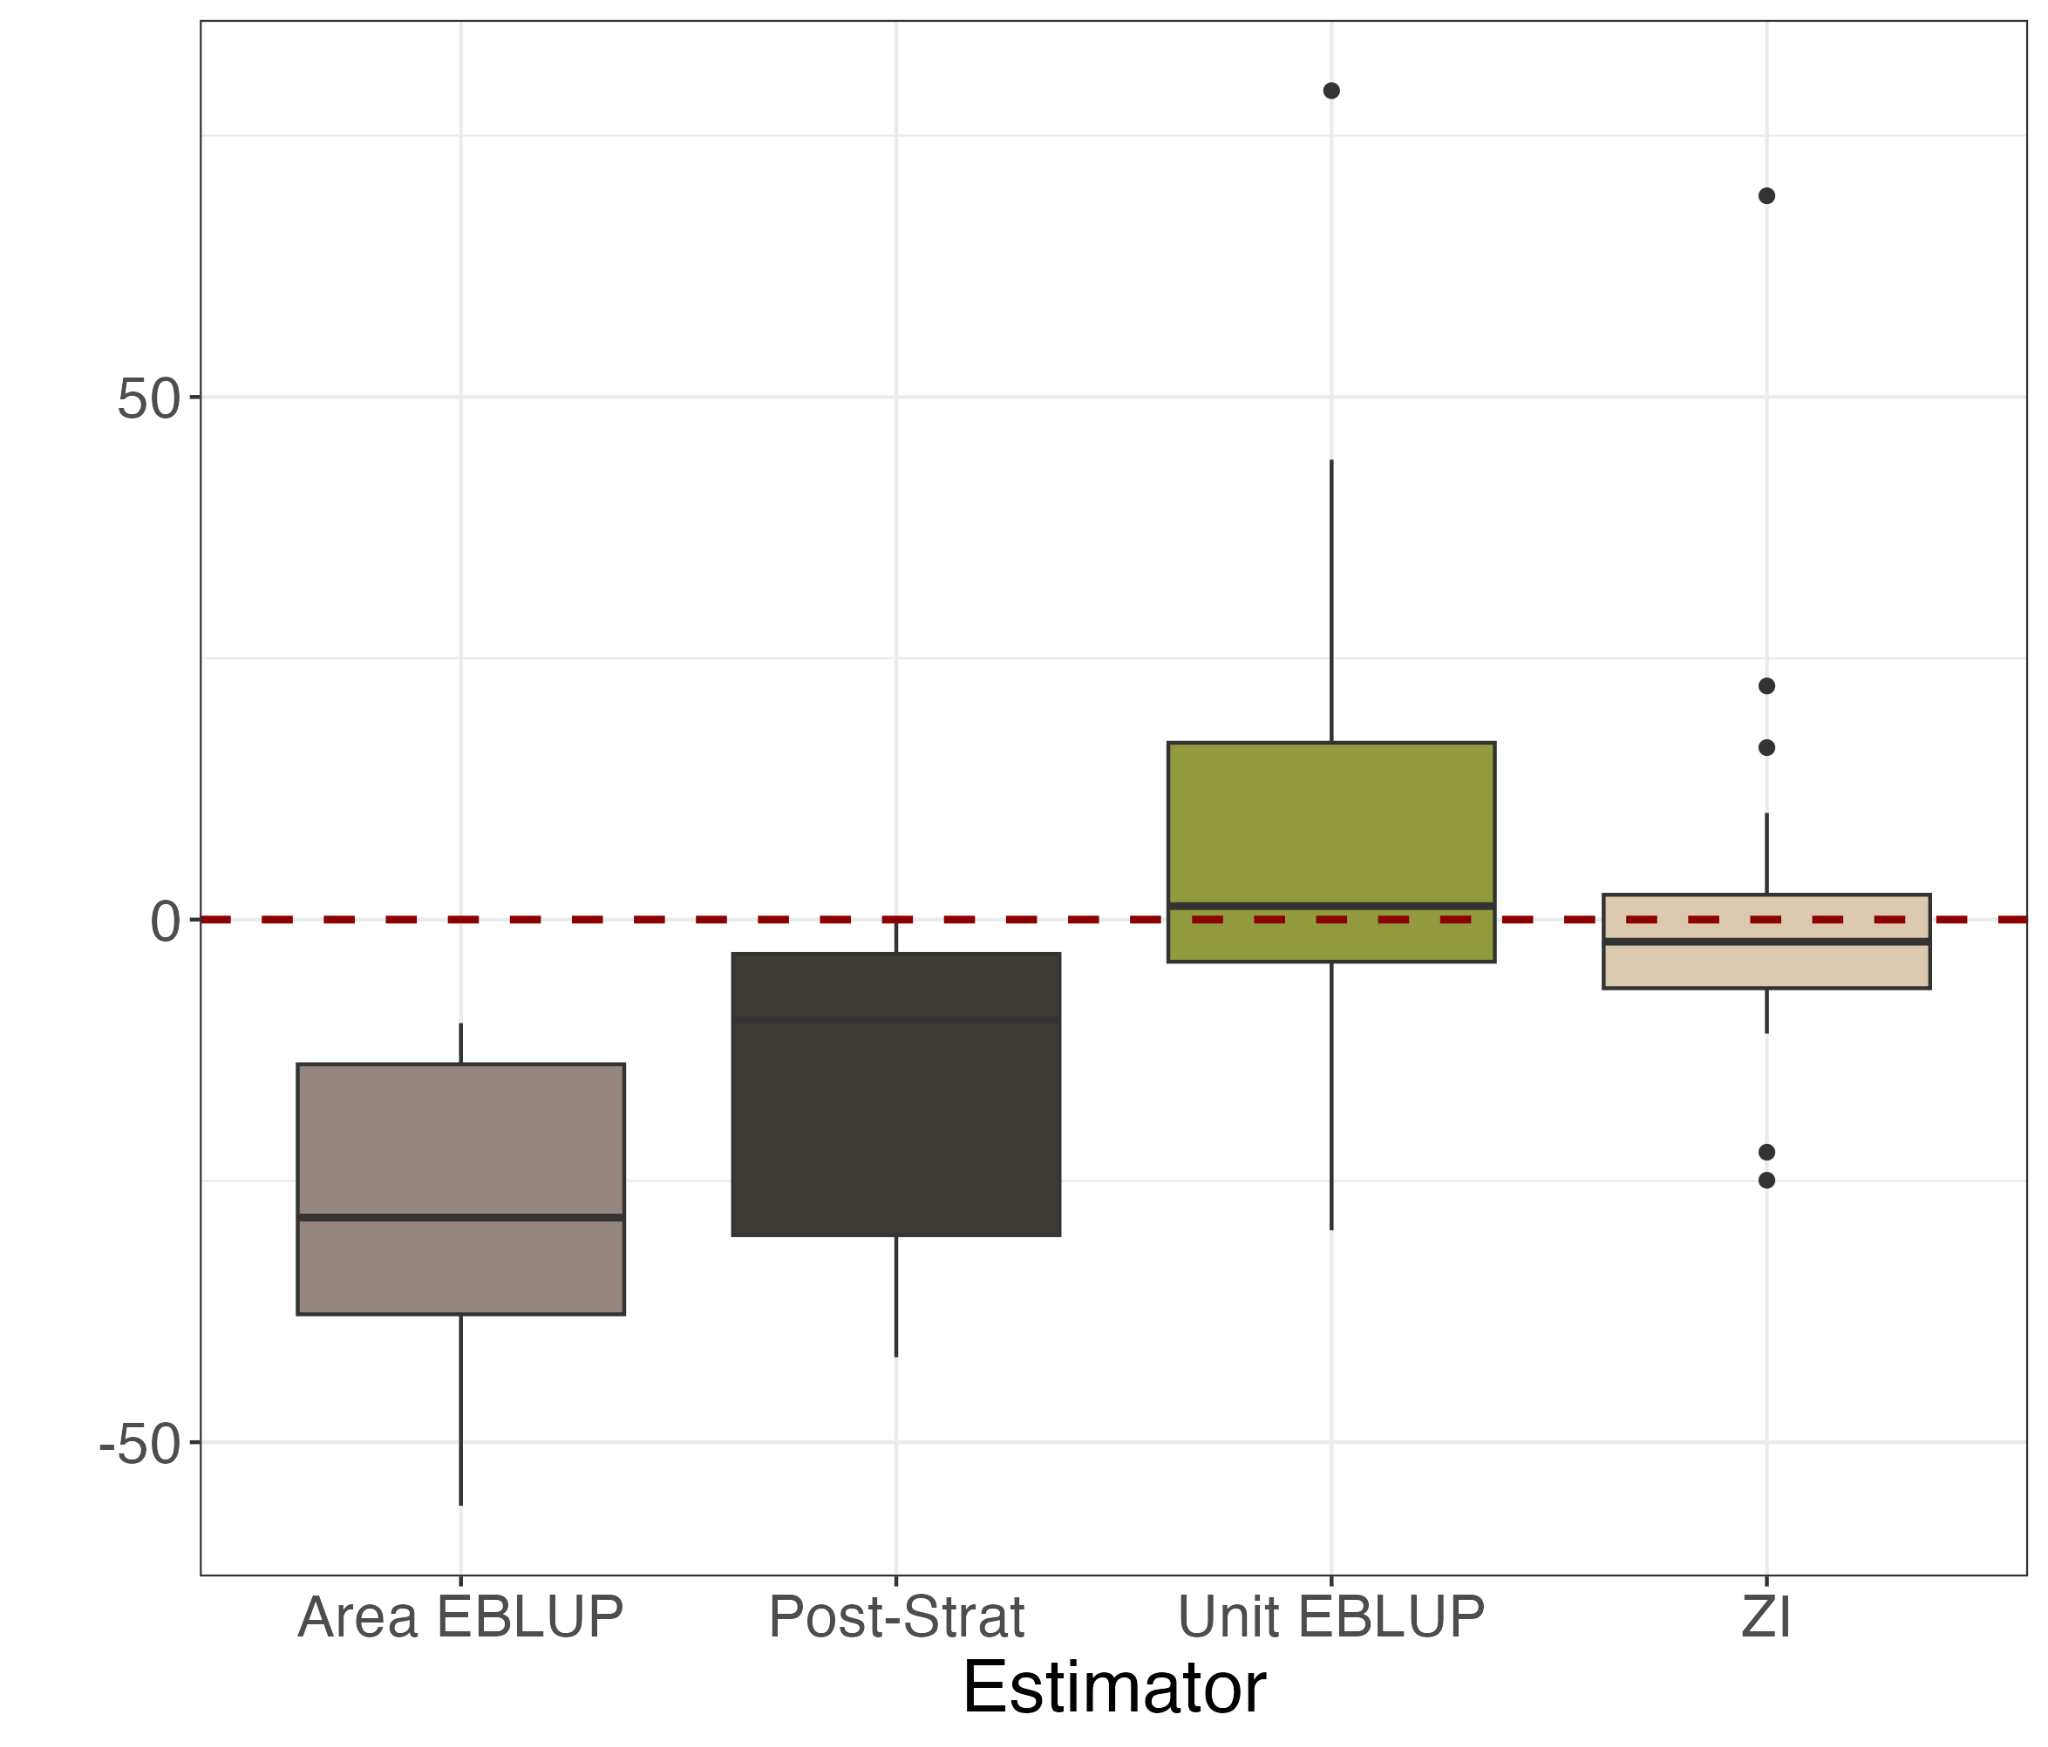 50
0
-50
Area EBLUP Post-Strat Unit EBLUP ZI
Estimator